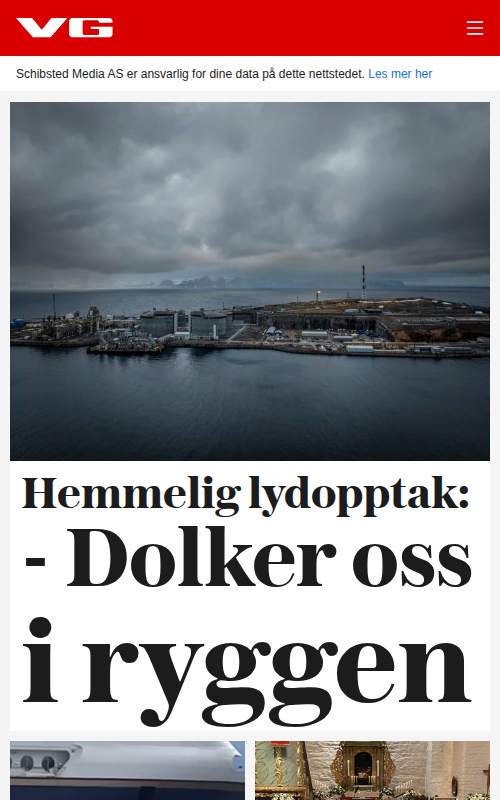 VG
Schibsted Media AS er ansvarlig for dine data på dette nettstedet. Les mer her
Hemmelig lydopptak:
- Dolker oss
i ryggen